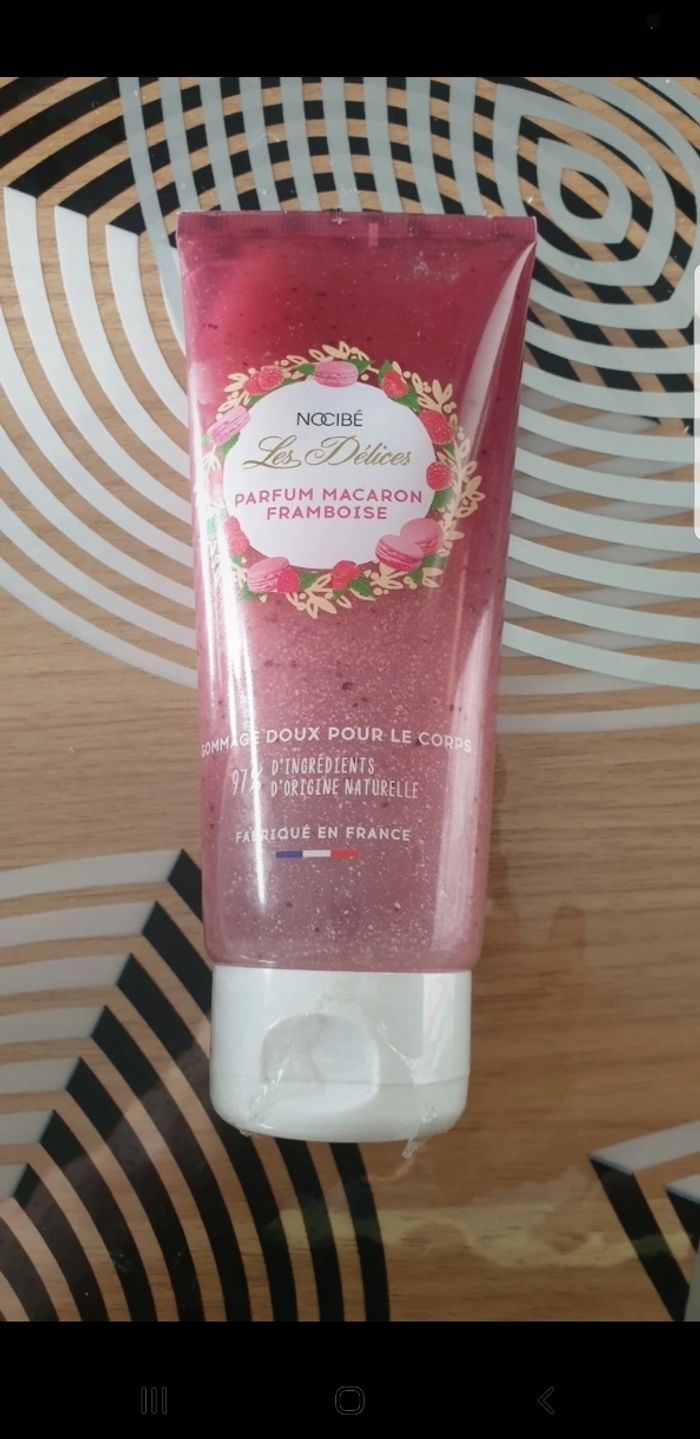 NOCIBÉ
Les Délices
PARFUM MACARON
FRAMBOISE
GOMMAGE DOUX POUR LE CORPS
97% D'INGRÉDIENTS
D'ORIGINE NATURELLE
FABRIQUÉ EN FRANCE